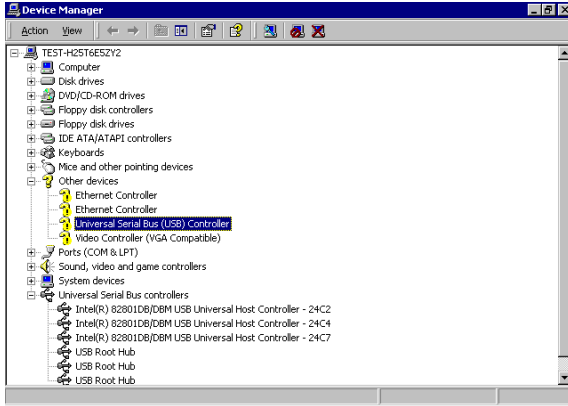 Device Manager
Action View
TEST-H25T6E5ZY2
Computer
Disk drives
DVD/CD-ROM drives
Floppy disk controllers
Floppy disk drives
IDE ATA/ATAPI controllers
Keyboards
Mice and other pointing devices
Other devices
Ethernet Controller
Ethernet Controller
Universal Serial Bus (USB) Controller
Video Controller (VGA Compatible)
Ports (COM & LPT)
Sound, video and game controllers
System devices
Universal Serial Bus controllers
Intel(R) 82801DB/DBM USB Universal Host Controller - 24C2
Intel(R) 82801DB/DBM USB Universal Host Controller - 24C4
Intel(R) 82801DB/DBM USB Universal Host Controller - 24C7
USB Root Hub
USB Root Hub
USB Root Hub